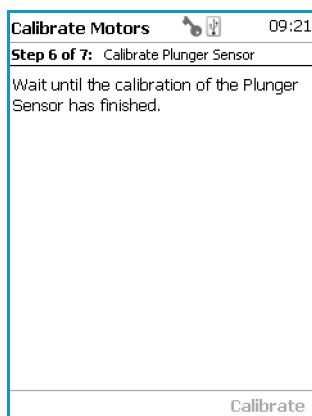 Calibrate Motors 09:21
Step 6 of 7: Calibrate Plunger Sensor
Wait until the calibration of the Plunger
Sensor has finished.
Calibrate